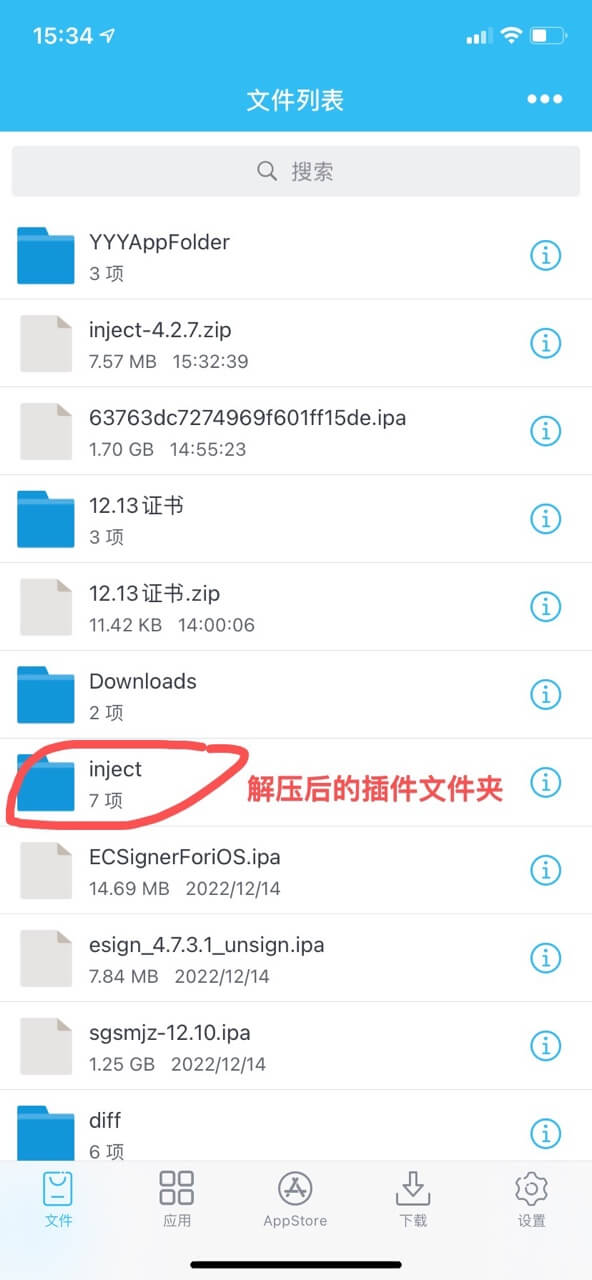 15:34
文件列表
搜索
YYYAppFolder
3 项
inject-4.2.7.zip
7.57 MB 15:32:39
63763dc7274969f601ff15de.ipa
1.70 GB 14:55:23
12.13证书
3 项
12.13证书.zip
11.42 KB 14:00:06
Downloads
2 项
inject
7 项
解压后的插件文件夹
ECSignerForiOS.ipa
14.69 MB 2022/12/14
esign_4.7.3.1_unsign.ipa
7.84 MB 2022/12/14
sgsmjz-12.10.ipa
1.25 GB 2022/12/14
diff
6 项
文件 应用 AppStore 下载 设置